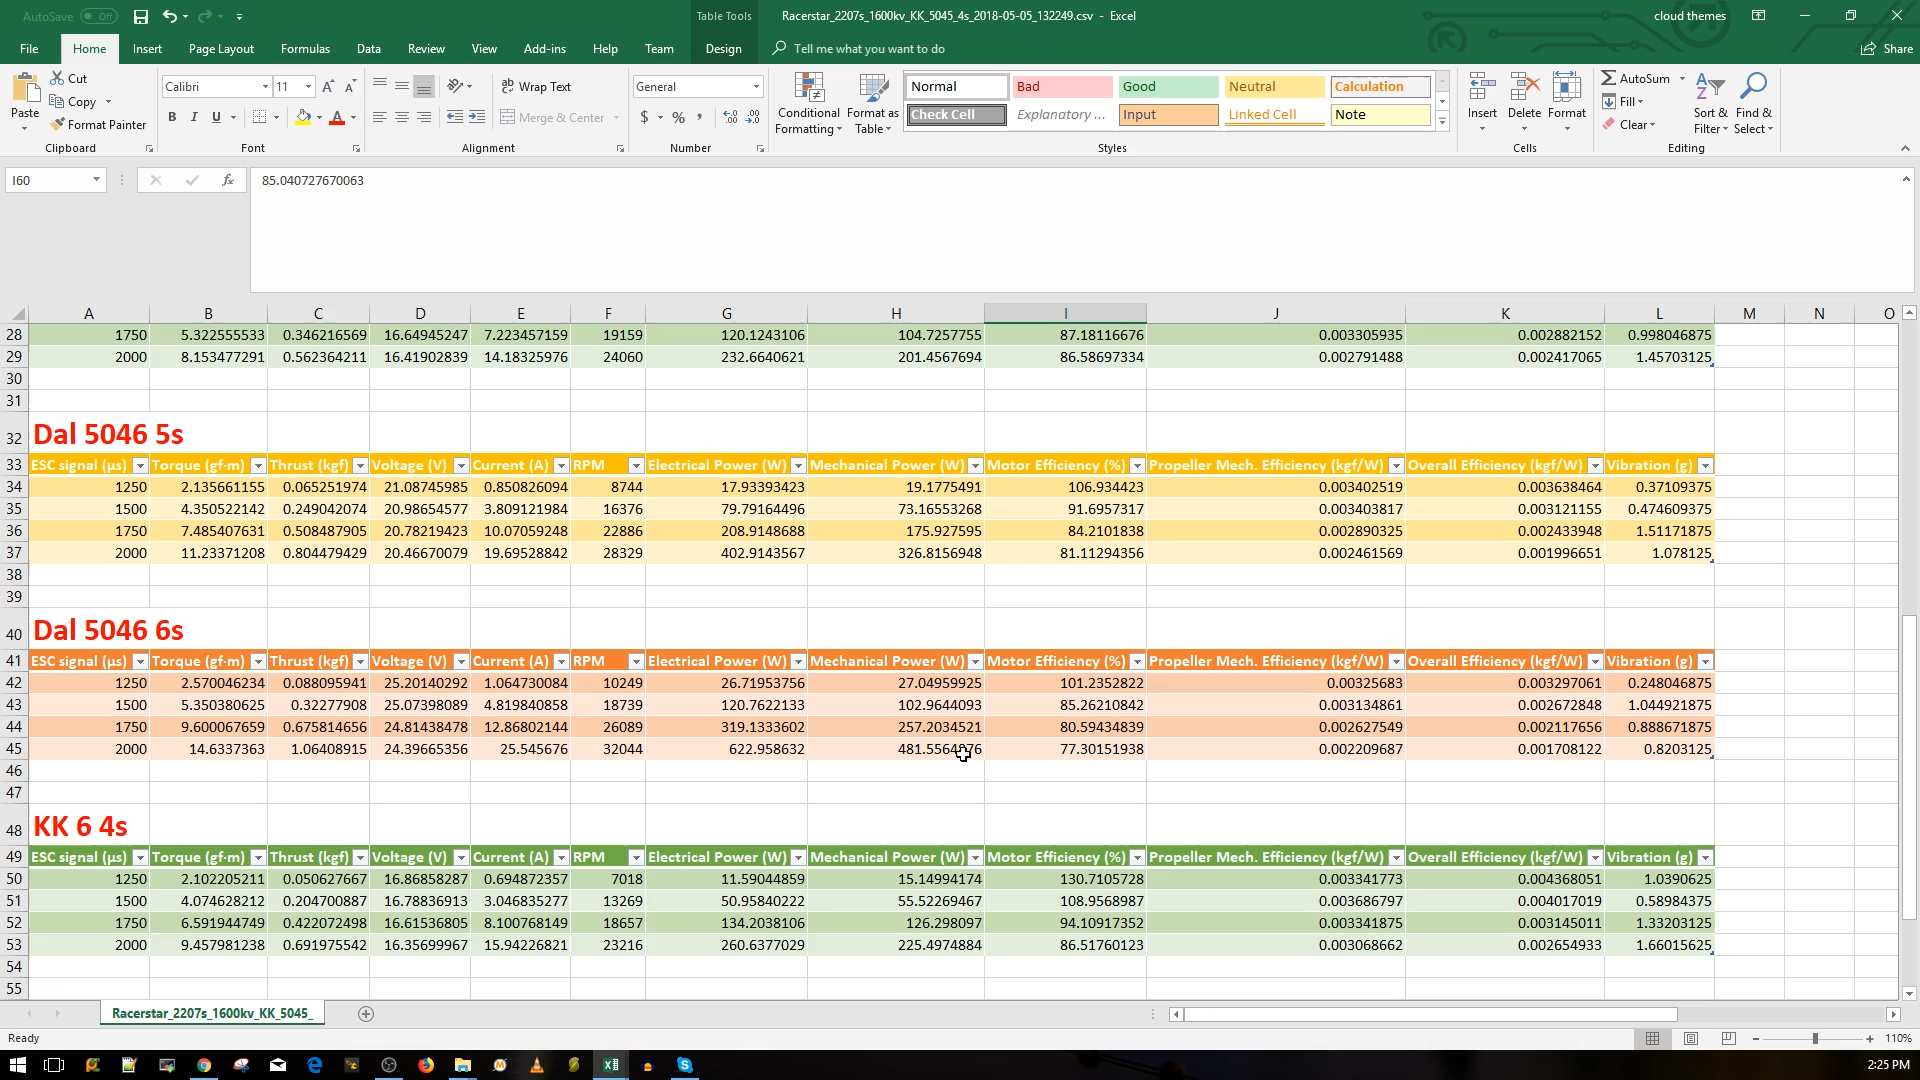 AutoSave Off
Table Tools
Racerstar_2207s_1600kv_KK_5045_4s_2018-05-05_132249.csv - Excel
cloud themes
File Home Insert Page Layout Formulas Data Review View Add-ins Help Team Design Tell me what you want to do Share
Paste Cut Copy Format Painter
Clipboard
Calibri 11
B I U
Font
Wrap Text
Merge & Center
Alignment
General
$ % ,
Number
Conditional Formatting
Format as Table
Normal Bad Good Neutral Calculation
Check Cell Explanatory ... Input Linked Cell Note
Styles
Insert Delete Format
Cells
AutoSum
Fill
Clear
Sort & Filter
Find & Select
Editing
I60 fx 85.040727670063
A B C D E F G H I J K L M N O
28 1750 5.322555533 0.346216569 16.64945247 7.223457159 19159 120.1243106 104.7257755 87.18116676 0.003305935 0.002882152 0.998046875
29 2000 8.153477291 0.562364211 16.41902839 14.18325976 24060 232.6640621 201.4567694 86.58697334 0.002791488 0.002417065 1.45703125
30
31
32 Dal 5046 5s
33 ESC signal (µs) Torque (gf·m) Thrust (kgf) Voltage (V) Current (A) RPM Electrical Power (W) Mechanical Power (W) Motor Efficiency (%) Propeller Mech. Efficiency (kgf/W) Overall Efficiency (kgf/W) Vibration (g)
34 1250 2.135661155 0.065251974 21.08745985 0.850826094 8744 17.93393423 19.1775491 106.934423 0.003402519 0.003638464 0.37109375
35 1500 4.350522142 0.249042074 20.98654577 3.809121984 16376 79.79164496 73.16553268 91.6957317 0.003403817 0.003121155 0.474609375
36 1750 7.485407631 0.508487905 20.78219423 10.07059248 22886 208.9148688 175.927595 84.2101838 0.002890325 0.002433948 1.51171875
37 2000 11.23371208 0.804479429 20.46670079 19.69528842 28329 402.9143567 326.8156948 81.11294356 0.002461569 0.001996651 1.078125
38
39
40 Dal 5046 6s
41 ESC signal (µs) Torque (gf·m) Thrust (kgf) Voltage (V) Current (A) RPM Electrical Power (W) Mechanical Power (W) Motor Efficiency (%) Propeller Mech. Efficiency (kgf/W) Overall Efficiency (kgf/W) Vibration (g)
42 1250 2.570046234 0.088095941 25.20140292 1.064730084 10249 26.71953756 27.04959925 101.2352822 0.00325683 0.003297061 0.248046875
43 1500 5.350380625 0.32277908 25.07398089 4.819840858 18739 120.7622133 102.9644093 85.26210842 0.003134861 0.002672848 1.044921875
44 1750 9.600067659 0.675814656 24.81438478 12.86802144 26089 319.1333602 257.2034521 80.59434839 0.002627549 0.002117656 0.888671875
45 2000 14.6337363 1.06408915 24.39665356 25.545676 32044 622.958632 77.30151938 0.002209687 0.001708122 0.8203125
46
47
48 KK 6 4s
49 ESC signal (µs) Torque (gf·m) Thrust (kgf) Voltage (V) Current (A) RPM Electrical Power (W) Mechanical Power (W) Motor Efficiency (%) Propeller Mech. Efficiency (kgf/W) Overall Efficiency (kgf/W) Vibration (g)
50 1250 2.102205211 0.050627667 16.86858287 0.694872357 7018 11.59044859 15.14994174 130.7105728 0.003341773 0.004368051 1.0390625
51 1500 4.074628212 0.204700887 16.78836913 3.046835277 13269 50.95840222 55.52269467 108.9568987 0.003686797 0.004017019 0.58984375
52 1750 6.591944749 0.422072498 16.61536805 8.100768149 18657 134.2038106 126.298097 94.10917352 0.003341875 0.003145011 1.33203125
53 2000 9.457981238 0.691975542 16.35699967 15.94226821 23216 260.6377029 225.4974884 86.51760123 0.003068662 0.002654933 1.66015625
54
55
Racerstar_2207s_1600kv_KK_5045_
Ready
110%
2:25 PM